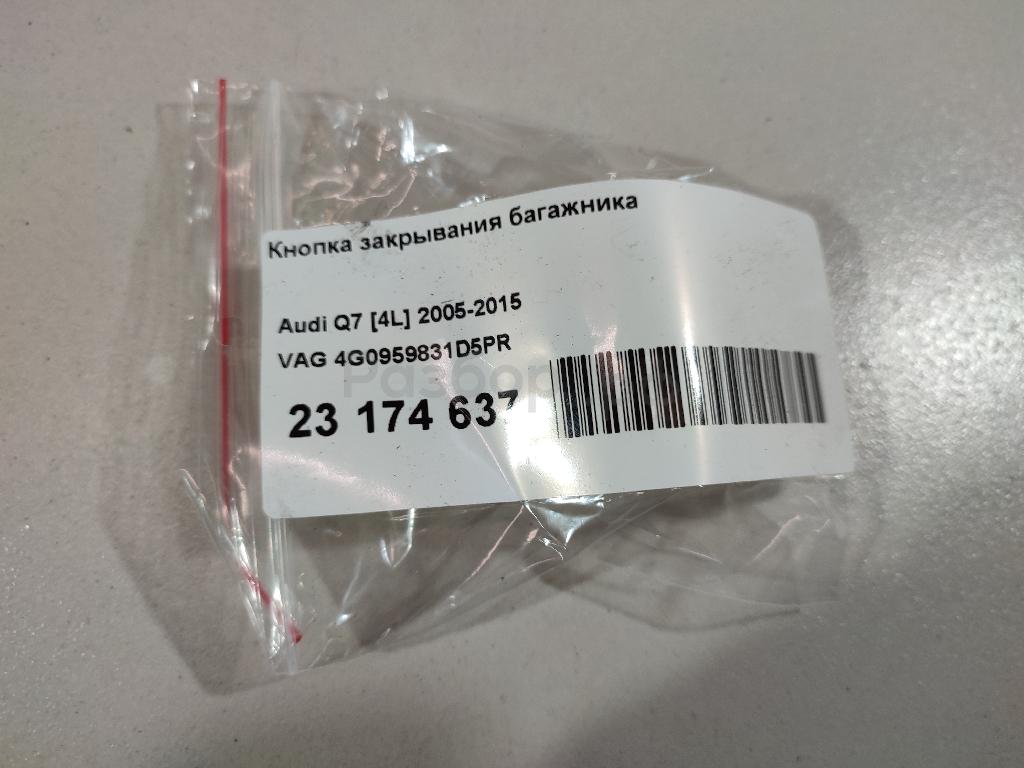 Кнопка закрывания багажника
Audi Q7 [4L] 2005-2015
VAG 4G0959831D5PR
23 174 637